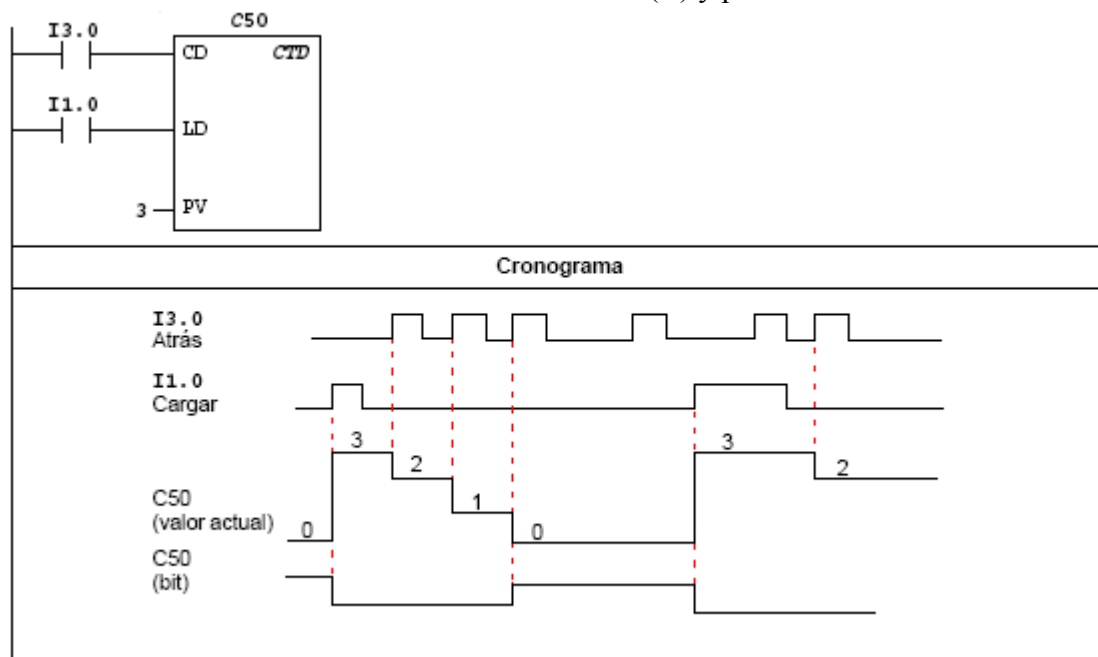 I3.0
C50
CD CTD
I1.0
LD
3 PV
Cronograma
I3.0
Atrás
I1.0
Cargar
3
2
1
0
0
3
2
C50
(valor actual)
C50
(bit)